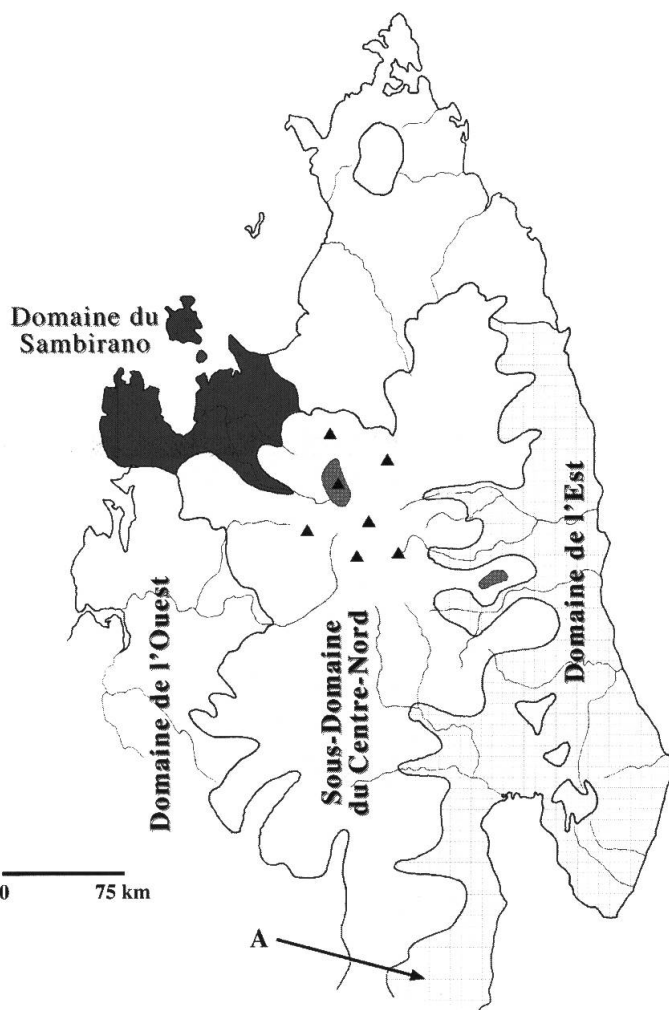 Domaine du
Sambirano
Domaine de l'Ouest
Sous-Domaine
du Centre-Nord
Domaine de l'Est
0 75 km
A